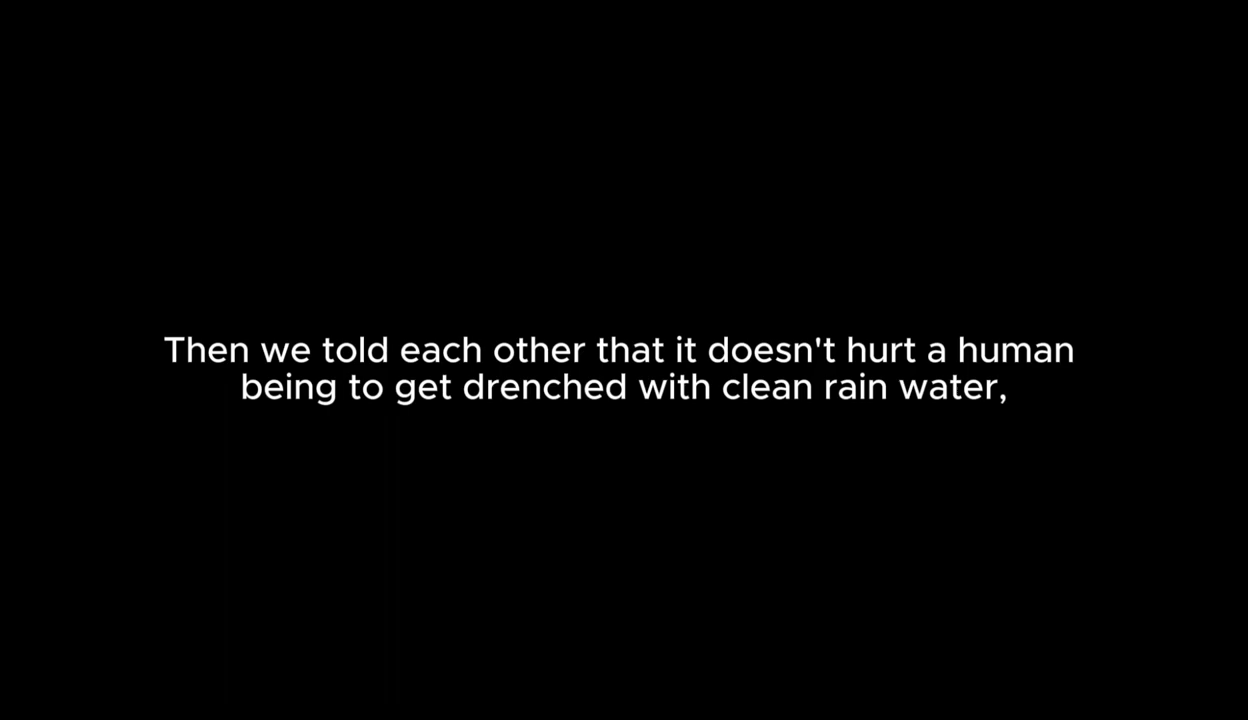 Then we told each other that it doesn't hurt a human
being to get drenched with clean rain water,